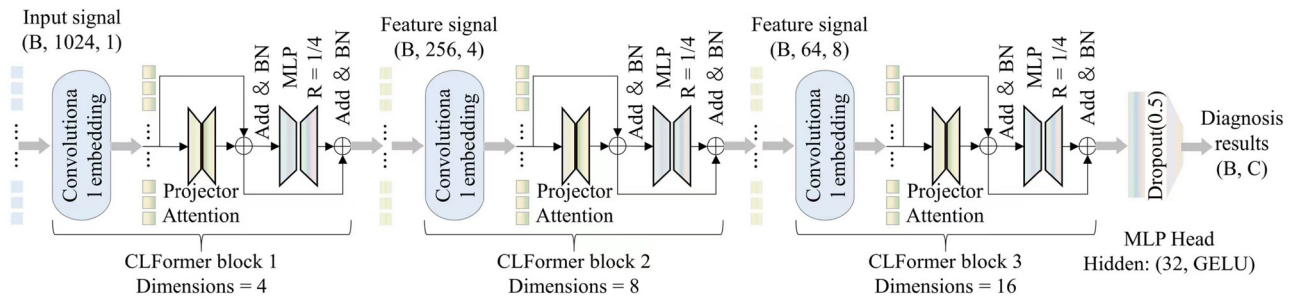 Input signal
(B, 1024, 1)
Convolutiona
l embedding
Projector
Attention
Add & BN
MLP
R = 1/4
Add & BN
CLFormer block 1
Dimensions = 4
Feature signal
(B, 256, 4)
Convolutiona
l embedding
Projector
Attention
Add & BN
MLP
R = 1/4
Add & BN
CLFormer block 2
Dimensions = 8
Feature signal
(B, 64, 8)
Convolutiona
l embedding
Projector
Attention
Add & BN
MLP
R = 1/4
Add & BN
CLFormer block 3
Dimensions = 16
Dropout(0.5)
MLP Head
Hidden: (32, GELU)
Diagnosis
results
(B, C)